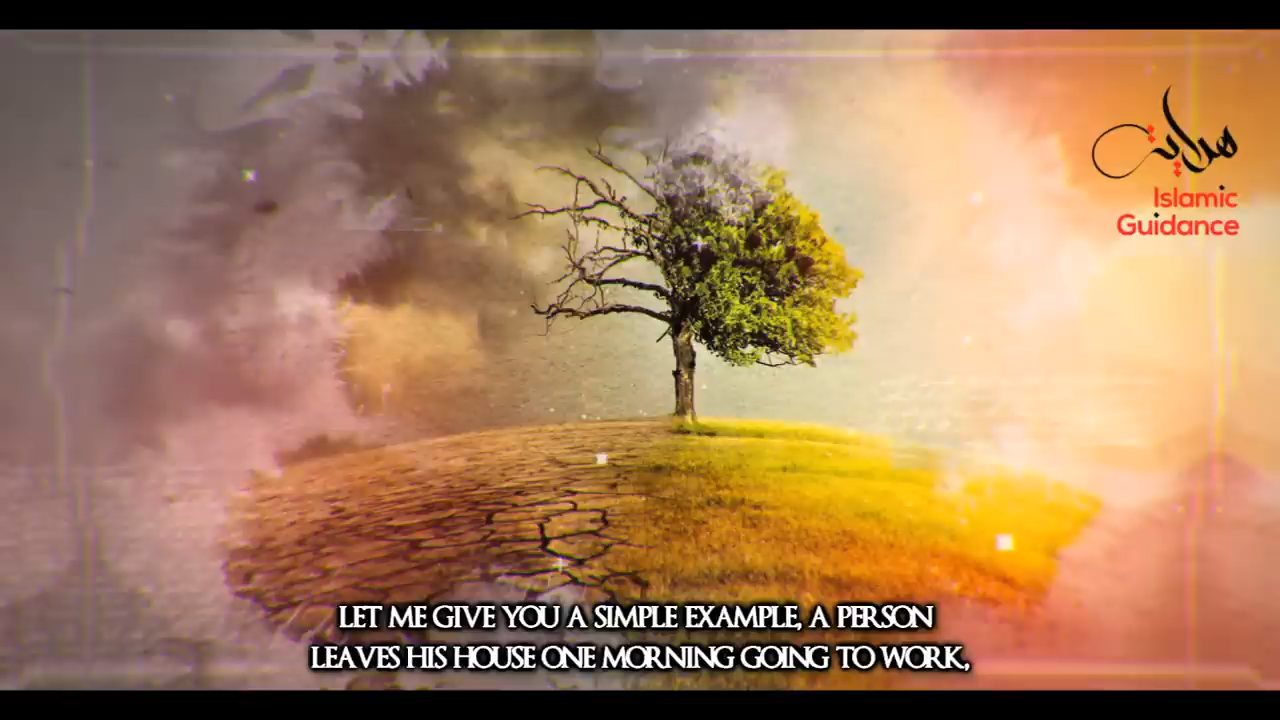 هداية
Islamic
Guidance
LET ME GIVE YOU A SIMPLE EXAMPLE, A PERSON
LEAVES HIS HOUSE ONE MORNING GOING TO WORK,